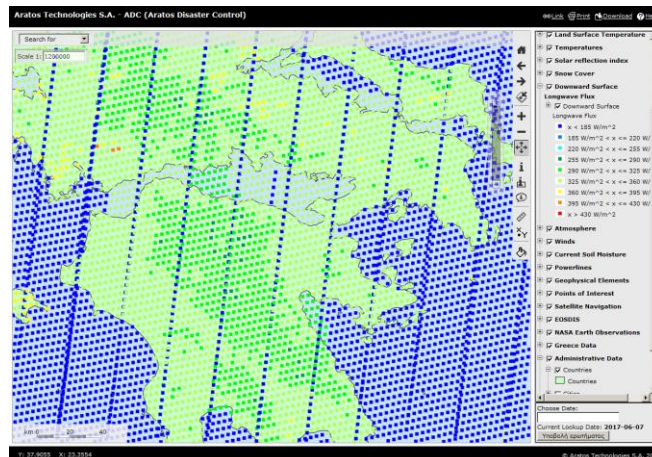 Aratos Technologies S.A. - ADC (Aratos Disaster Control)
Link Print Download
Search for
Scale 1: 1200000
Land Surface Temperature
Temperatures
Solar reflection index
Snow Cover
Downward Surface
Longwave Flux
Downward Surface
Longwave Flux
x < 185 W/m^2
185 W/m^2 < x <= 220 W/
220 W/m^2 < x <= 255 W/
255 W/m^2 < x <= 290 W/
290 W/m^2 < x <= 325 W/
325 W/m^2 < x <= 360 W/
360 W/m^2 < x <= 395 W/
395 W/m^2 < x <= 430 W/
x > 430 W/m^2
Atmosphere
Winds
Current Soil Moisture
Powerlines
Geophysical Elements
Points of Interest
Satellite Navigation
EOSDIS
NASA Earth Observations
Greece Data
Administrative Data
Countries
Countries
Choose Date:
Current Lookup Date: 2017-06-07
Υποβολή ερωτήματος
km 0 20 40
Y: 37.9055 X: 23.3554
© Aratos Technologies S.A. 20